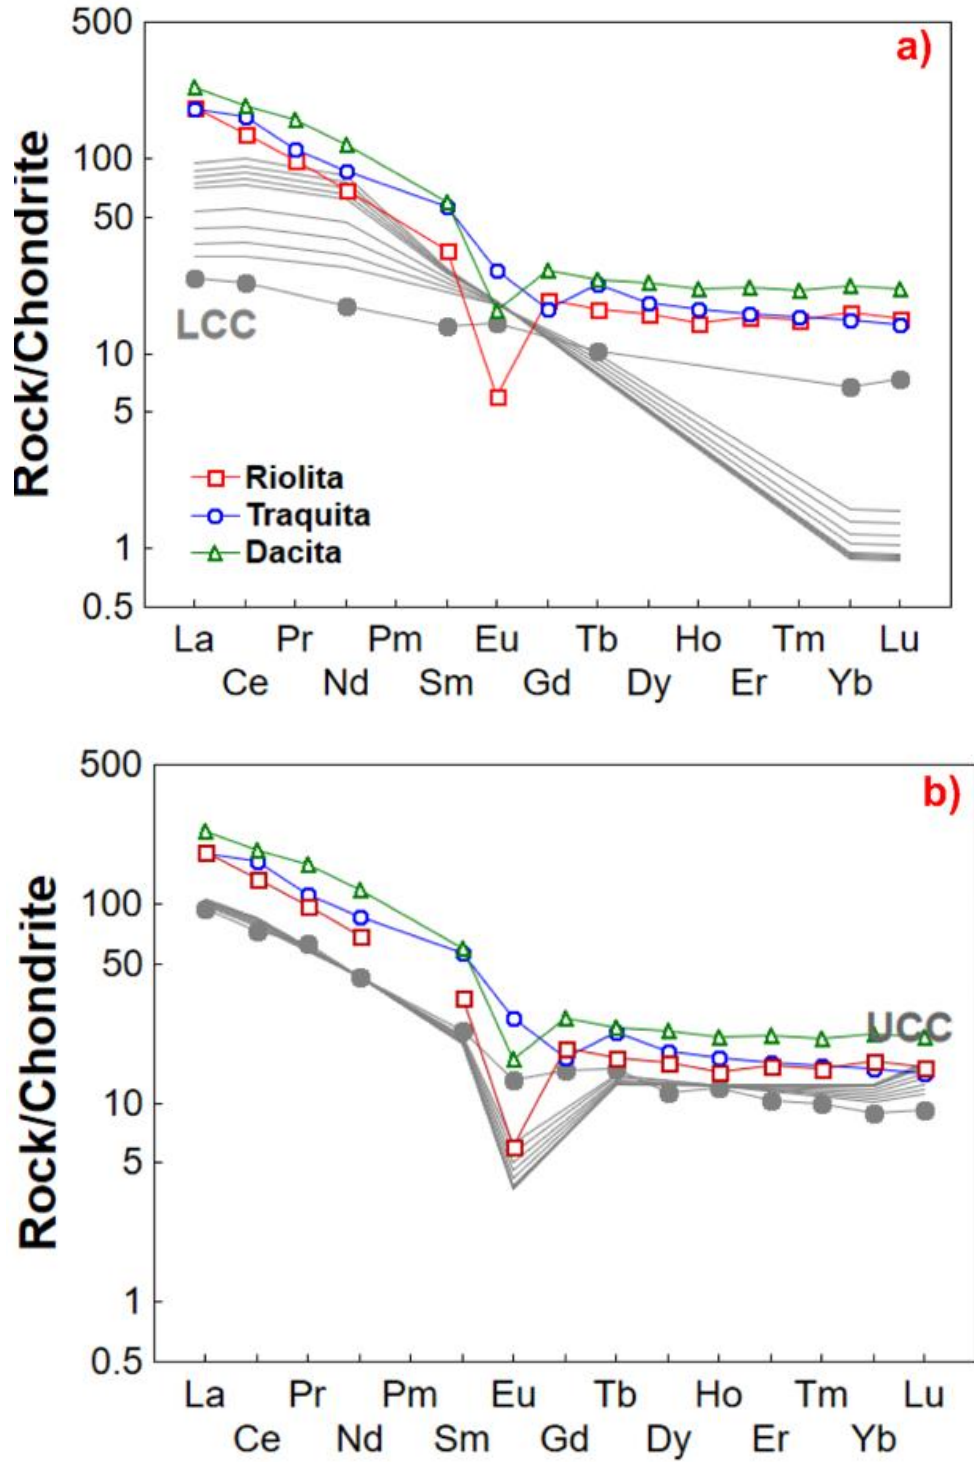 500
a)
100
50
10
5
1
0.5
Rock/Chondrite
LCC
Riolita
Traquita
Dacita
La Pr Pm Eu Tb Ho Tm Lu
Ce Nd Sm Gd Dy Er Yb
500
b)
100
50
10
5
1
0.5
Rock/Chondrite
UCC
La Pr Pm Eu Tb Ho Tm Lu
Ce Nd Sm Gd Dy Er Yb